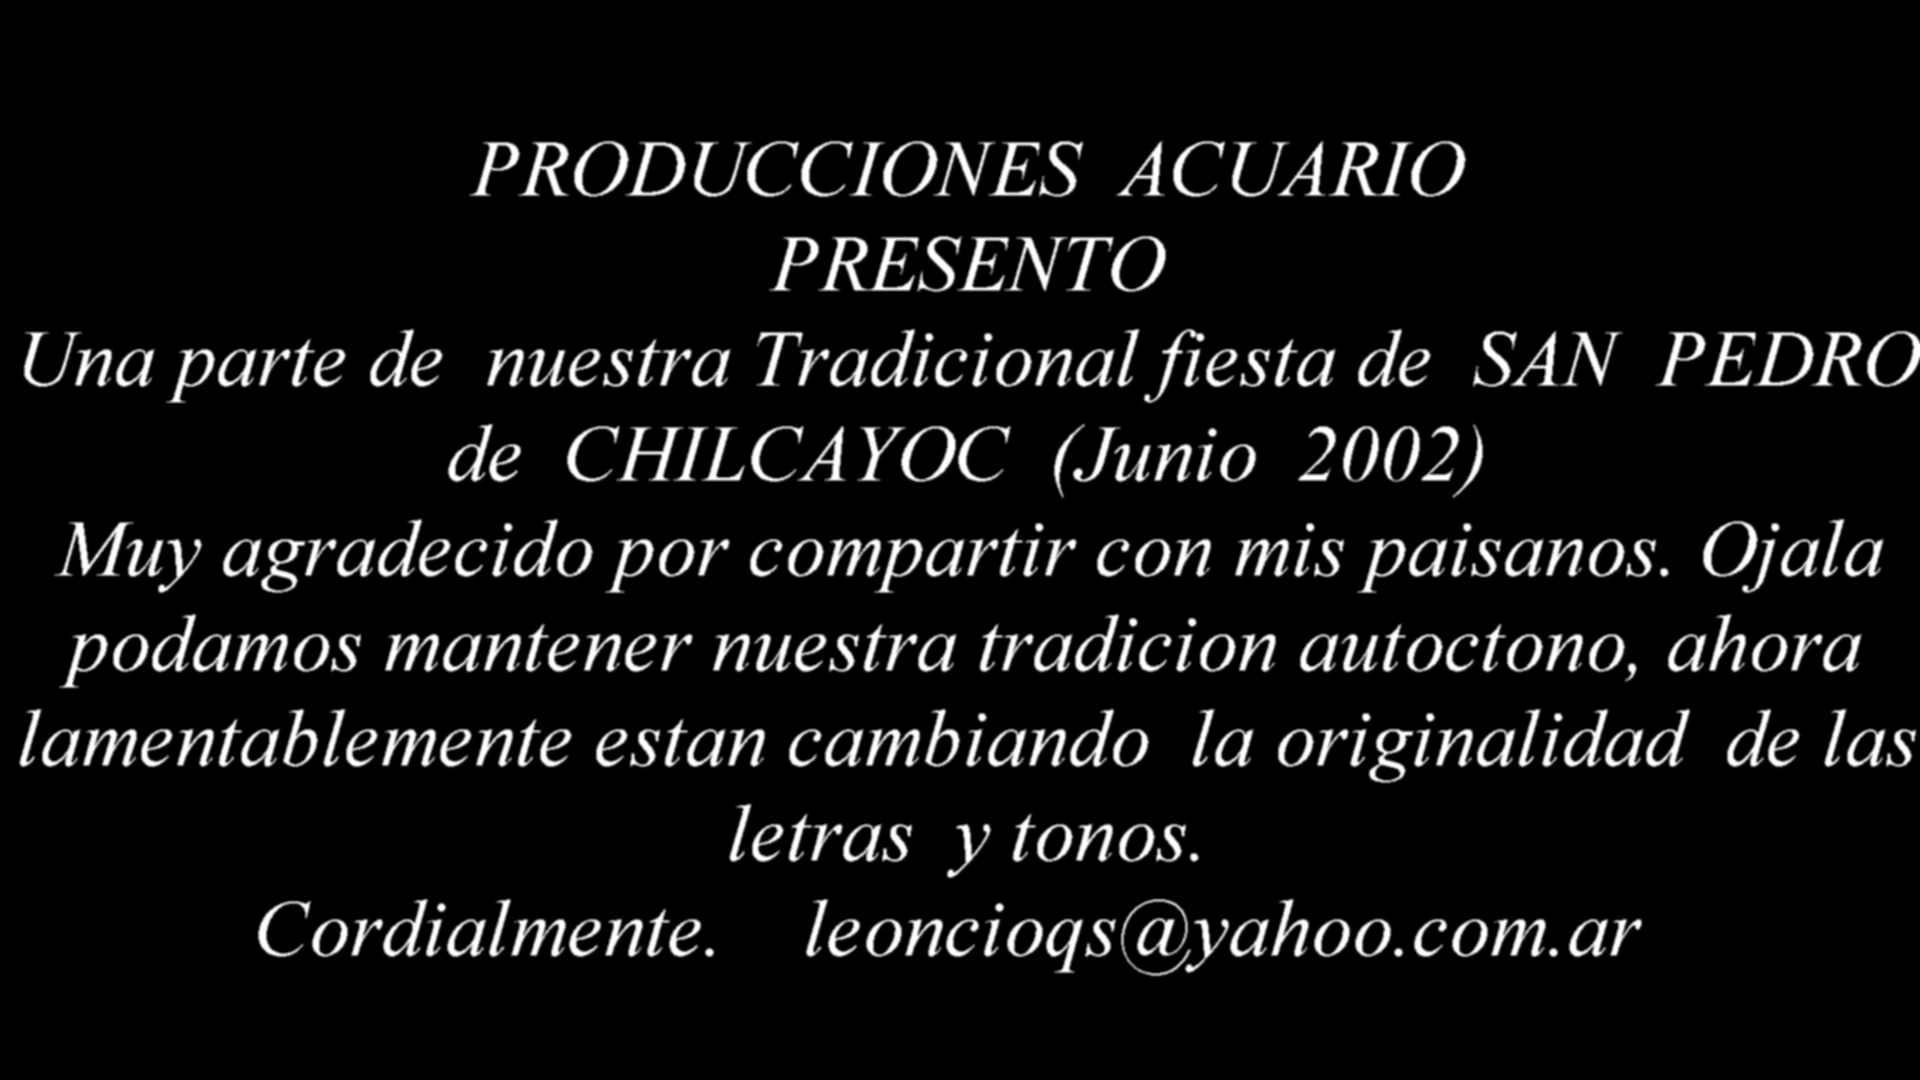 PRODUCCIONES ACUARIO
PRESENTO
Una parte de nuestra Tradicional fiesta de SAN PEDRO
de CHILCAYOC (Junio 2002)
Muy agradecido por compartir con mis paisanos. Ojala
podamos mantener nuestra tradicion autoctono, ahora
lamentablemente estan cambiando la originalidad de las
letras y tonos.
Cordialmente. leoncioqs@yahoo.com.ar